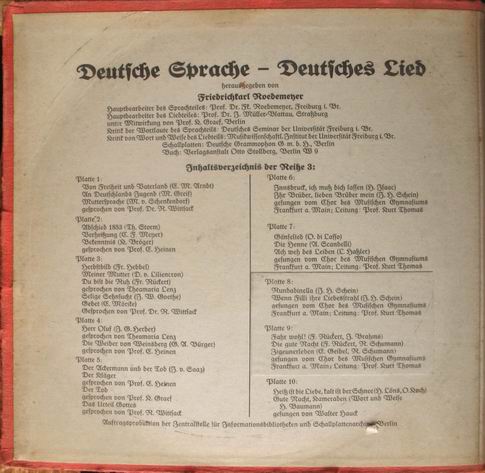 Deutsche Sprache – Deutsches Lied
herausgegeben von
Friedrichkarl Roedemeyer
Hauptbearbeiter des Sprachteiles: Prof. Dr. Fr. Roedemeyer, Freiburg i. Br.
Hauptbearbeiter des Liedteiles: Prof. Dr. J. Müller-Blattau, Straßburg
unter Mitwirkung von Prof. K. Graef, Berlin
Kritik der Wortlaute des Sprachteils: Deutsches Seminar der Universität Freiburg i. Br.
Kritik von Wort und Weise des Liedteils: Musikwissenschaftl. Institut der Universität Freiburg i. Br.
Schallplatten: Deutsche Grammophon G. m. b. H., Berlin
Buch: Verlagsanstalt Otto Stollberg, Berlin W 9
Inhaltsverzeichnis der Reihe 3:
Platte 1:
Von Freiheit und Vaterland (E. M. Arndt)
An Deutschlands Jugend (M. Greif)
Muttersprache (M. v. Schenkendorf)
gesprochen von Prof. Dr. R. Wittsack
Platte 2:
Abschied 1853 (Th. Storm)
Verheißung (C. F. Meyer)
Bekenntnis (K. Bröger)
gesprochen von Prof. C. Heinen
Platte 3:
Herbstbild (Fr. Hebbel)
Meiner Mutter (D. v. Liliencron)
Du bist die Ruh (Fr. Rückert)
gesprochen von Theamaria Lenz
Selige Sehnsucht (J. W. Goethe)
Gebet (E. Mörike)
Gesprochen von Prof. Dr. R. Wittsack
Platte 4:
Herr Oluf (J. G. Herder)
gesprochen von Theamaria Lenz
Die Weiber von Weinsberg (G. A. Bürger)
gesprochen von Prof. C. Heinen
Platte 5:
Der Ackermann und der Tod (J. v. Saaz)
Der Kläger
gesprochen von Prof. C. Heinen
Der Tod
gesprochen von Prof. K. Graef
Das Urteil Gottes
gesprochen von Prof. R. Wittsack
Platte 6:
Innsbruck, ich muß dich lassen (H. Isaac)
Ihr Brüder, lieben Brüder mein (J. H. Schein)
gesungen vom Chor des Musischen Gymnasiums
Frankfurt a. Main; Leitung: Prof. Kurt Thomas
Platte 7:
Gänselied (O. di Lasso)
Die Henne (A. Scandelli)
Ach weh des Leiden (L. Haßler)
gesungen vom Chor des Musischen Gymnasiums
Frankfurt a. Main; Leitung: Prof. Kurt Thomas
Platte 8:
Rundadinella (J. H. Schein)
Wenn Filli ihre Liebesstrahl (J. H. Schein)
gesungen vom Chor des Musischen Gymnasiums
Frankfurt a. Main; Leitung: Prof. Kurt Thomas
Platte 9:
Fahr wohl! (F. Rückert, J. Brahms)
Die gute Nacht (F. Rückert, R. Schumann)
Zigeunerleben (E. Geibel, R. Schumann)
gesungen vom Chor des Musischen Gymnasiums
Frankfurt a. Main; Leitung: Prof. Kurt Thomas
Platte 10:
Heiß ist die Liebe, kalt ist der Schnee (H. Löns, O. Koch)
Gute Nacht, Kameraden (Wort und Weise
H. Baumann)
gesungen von Walter Hauck
Auftragsproduktion der Zentralstelle für Informationsbibliotheken und Schallplattenarchive Berlin